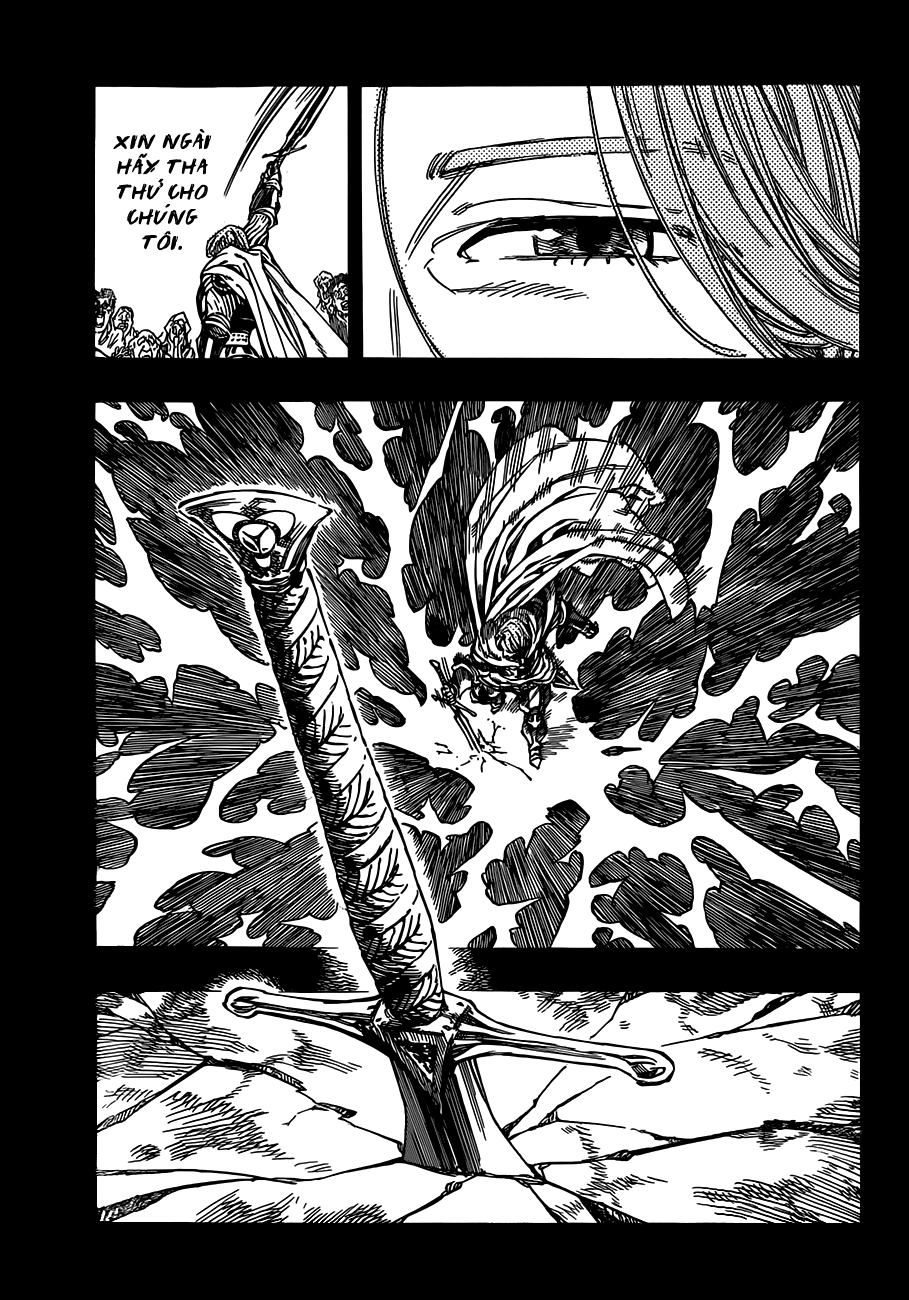 XIN NGÀI
HÃY THA
THỨ CHO
CHÚNG
TÔI.